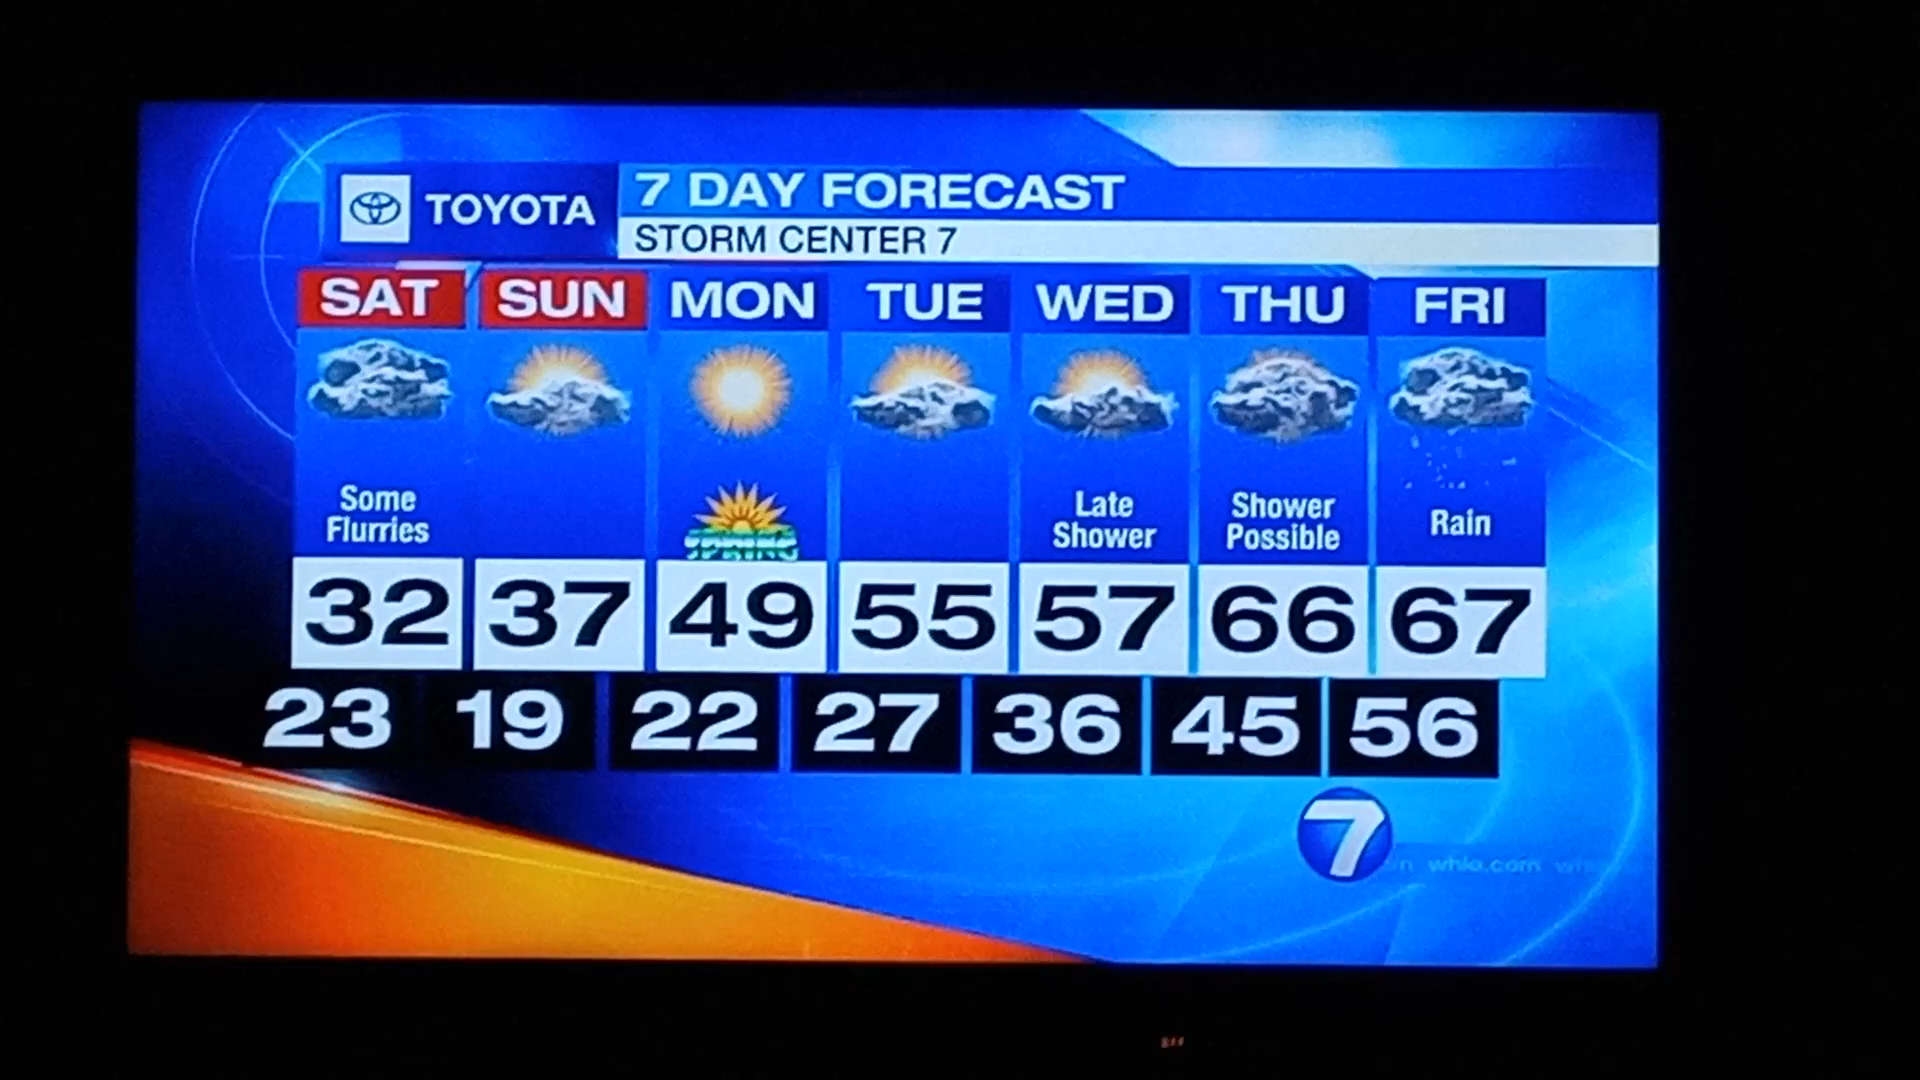 TOYOTA
7 DAY FORECAST
STORM CENTER 7
SAT SUN MON TUE WED THU FRI
Some
Flurries
SPRING
Late
Shower
Shower
Possible
Rain
32 37 49 55 57 66 67
23 19 22 27 36 45 56
7
whio.com